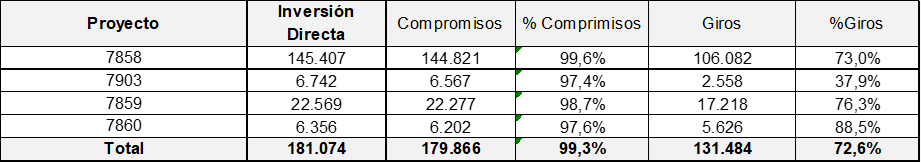 Proyecto Inversión Directa Compromisos % Comprimisos Giros %Giros
7858 145.407 144.821 99,6% 106.082 73,0%
7903 6.742 6.567 97,4% 2.558 37,9%
7859 22.569 22.277 98,7% 17.218 76,3%
7860 6.356 6.202 97,6% 5.626 88,5%
Total 181.074 179.866 99,3% 131.484 72,6%